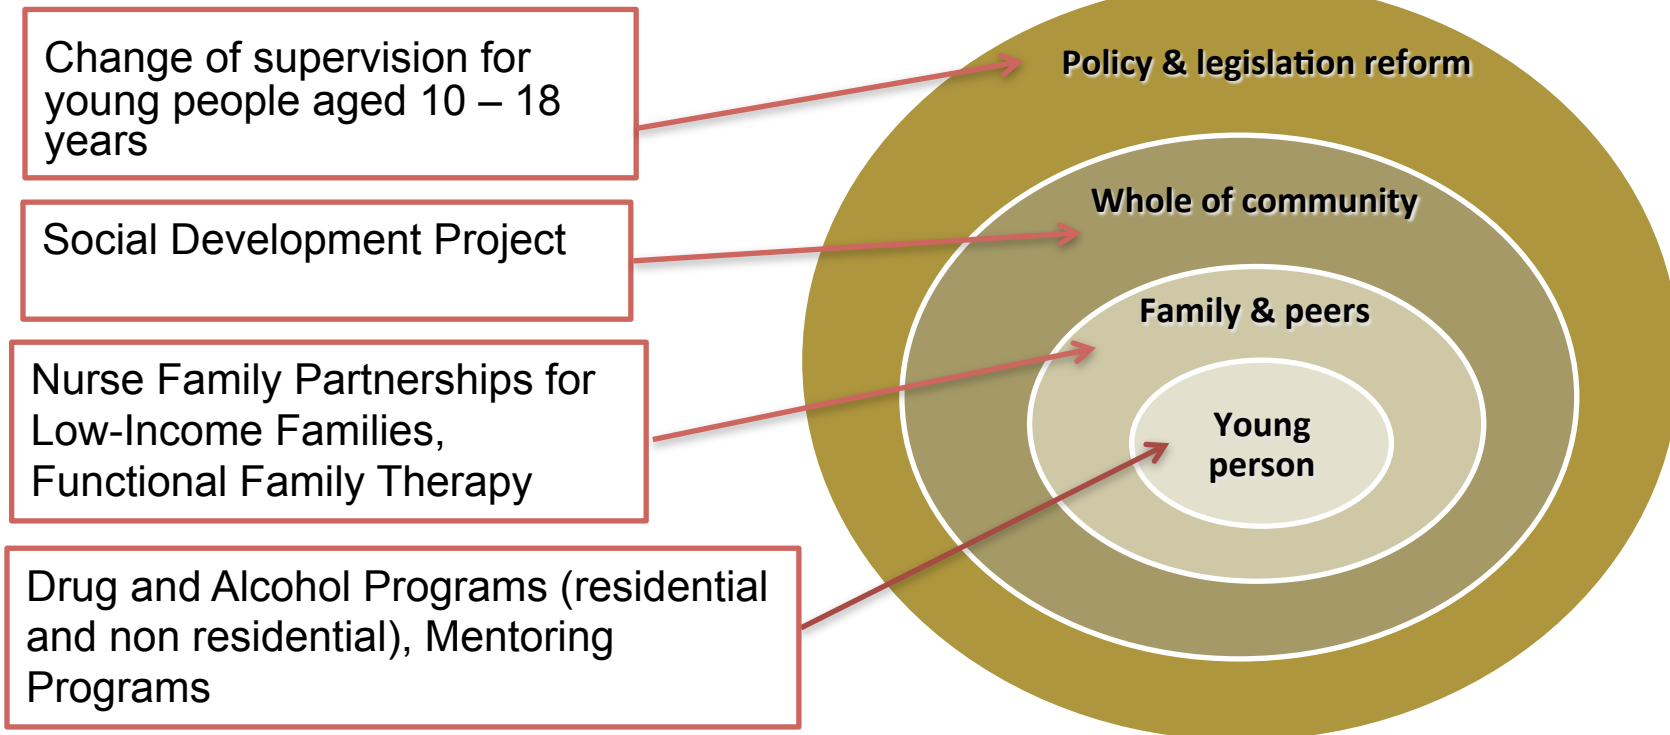 Change of supervision for
young people aged 10 – 18
years
Policy & legislation reform
Social Development Project
Whole of community
Nurse Family Partnerships for
Low-Income Families,
Functional Family Therapy
Family & peers
Young
person
Drug and Alcohol Programs (residential
and non residential), Mentoring
Programs